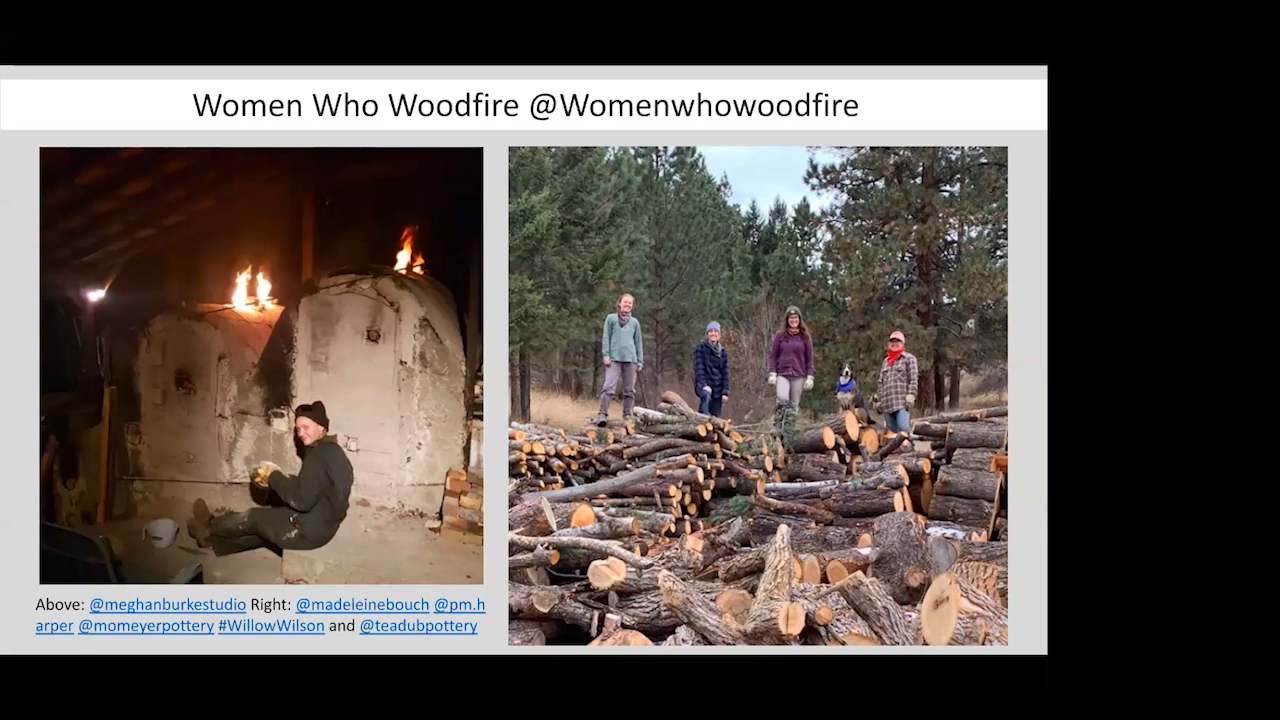 Women Who Woodfire @Womenwhowoodfire
Above: @meghanburkestudio Right: @madeleinebouch @pm.h
arper @momeyerpottery #WillowWilson and @teadubpottery